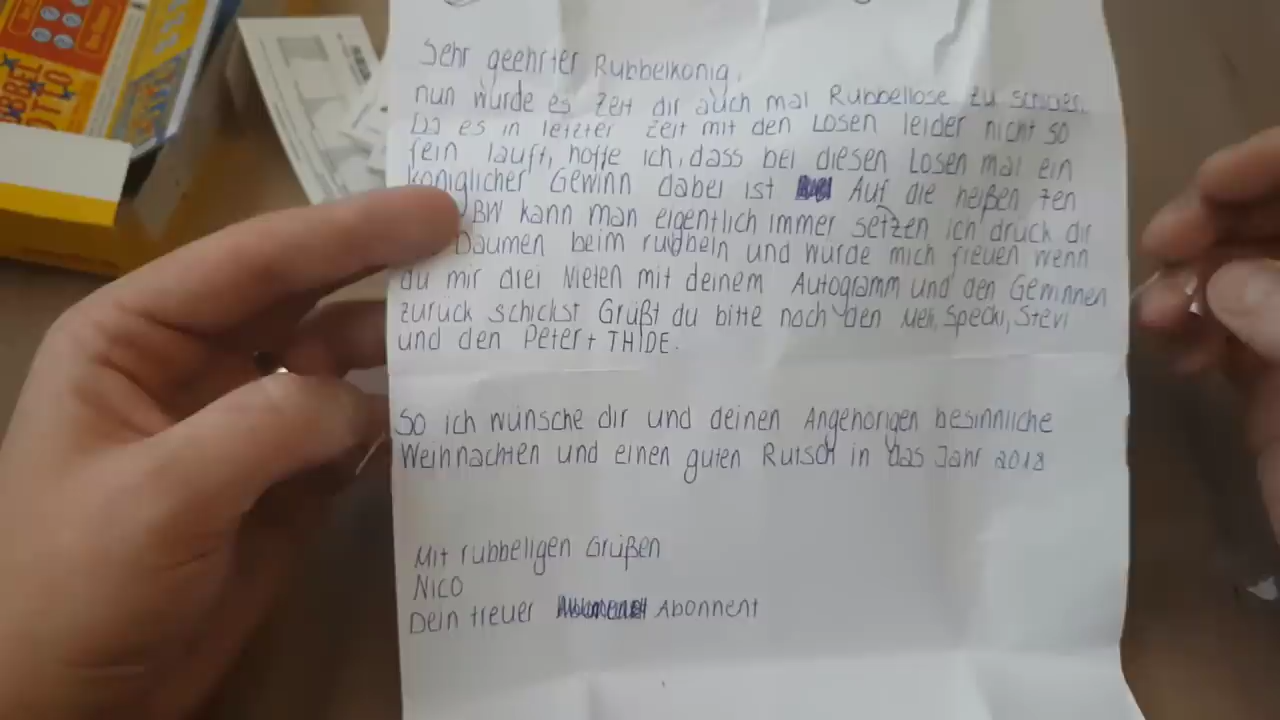 Sehr geehrter Rubbelkönig,
nun würde es Zeit dir auch mal Rubbellose zu
Da es in letzter Zeit mit den Losen leider nicht so
fein läuft, hoffe ich, dass bei diesen Losen mal ein
königlicher Gewinn dabei ist Auf die heißen Zen
BW kann man eigentlich immer setzen ich drück dir
Daumen beim rubbeln und würde mich freuen wenn
du mir drei Nieten mit deinem Autogramm und den Gewinnen
zurück schickst Grüßt du bitte noch den Meli, Specki, Stevi
und den Peter + THIDE.
So ich wünsche dir und deinen Angehörigen besinnliche
Weihnachten und einen guten Rutsch in das Jahr 2018
Mit rubbeligen Grüßen
Nico
Dein treuer Abonnent